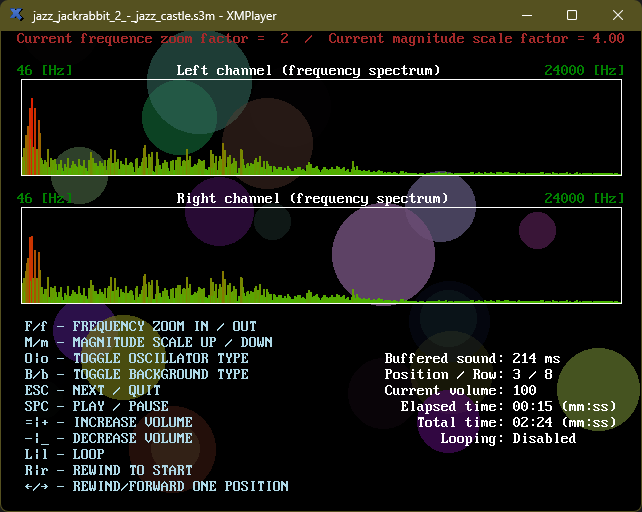 jazz_jackrabbit_2_-_jazz_castle.s3m - XMPlayer
Current frequence zoom factor =  2  /  Current magnitude scale factor = 4.00
46 [Hz] Left channel (frequency spectrum) 24000 [Hz]
46 [Hz] Right channel (frequency spectrum) 24000 [Hz]
F/f - FREQUENCY ZOOM IN / OUT
M/m - MAGNITUDE SCALE UP / DOWN
O|o - TOGGLE OSCILLATOR TYPE
B/b - TOGGLE BACKGROUND TYPE
ESC - NEXT / QUIT
SPC - PLAY / PAUSE
=|+ - INCREASE VOLUME
-|_ - DECREASE VOLUME
L|l - LOOP
R|r - REWIND TO START
←/→ - REWIND/FORWARD ONE POSITION
Buffered sound: 214 ms
Position / Row: 3 / 8
Current volume: 100
Elapsed time: 00:15 (mm:ss)
Total time: 02:24 (mm:ss)
Looping: Disabled